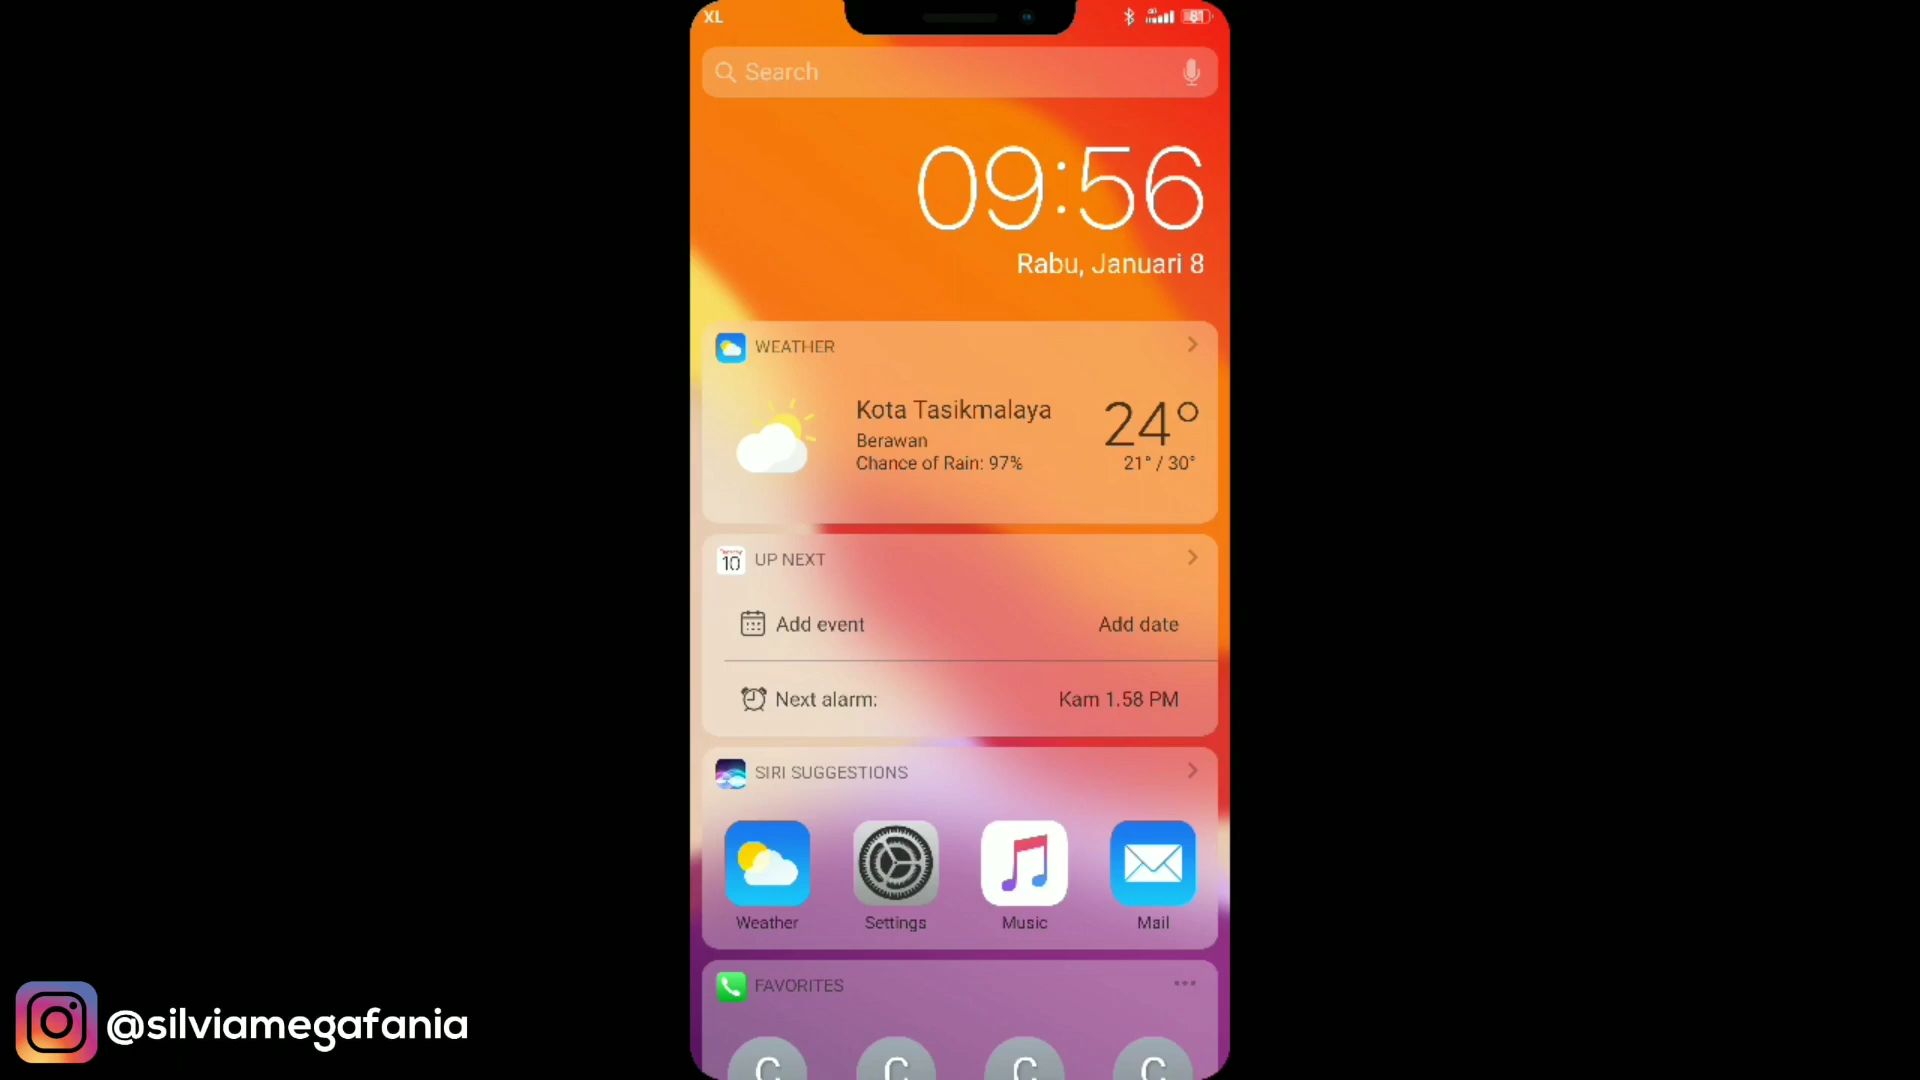 XL
81
Search
09:56
Rabu, Januari 8
WEATHER
Kota Tasikmalaya
24°
Berawan
Chance of Rain: 97%
21° / 30°
10
UP NEXT
Add event
Add date
Next alarm:
Kam 1.58 PM
SIRI SUGGESTIONS
Weather
Settings
Music
Mail
FAVORITES
C C C C
@silviamegafania